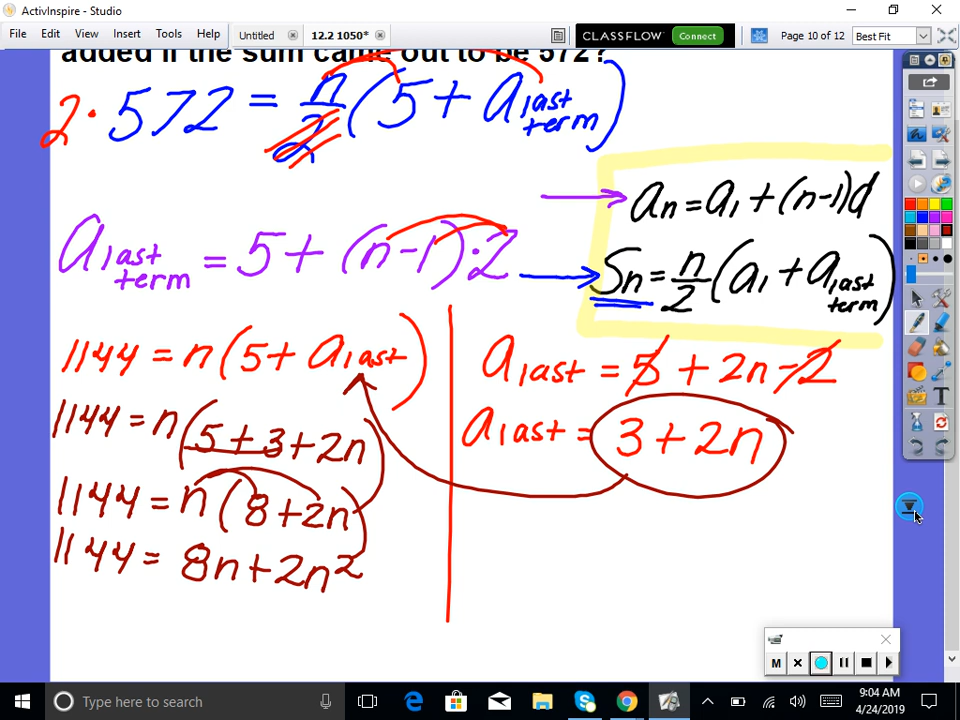 ActivInspire - Studio
File Edit View Insert Tools Help Untitled 12.2 1050* CLASSFLOW Connect Page 10 of 12 Best Fit
added if the sum came out to be 572?
2 · 572 = n/2 (5 + a last term)
an = a1 + (n-1)d
a last term = 5 + (n-1)·2
Sn = n/2 (a1 + a last term)
1144 = n(5 + a last)
a last = 5 + 2n - 2
1144 = n(5 + 3 + 2n)
a last = 3 + 2n
1144 = n(8 + 2n)
1144 = 8n + 2n²
M
Type here to search
9:04 AM
4/24/2019